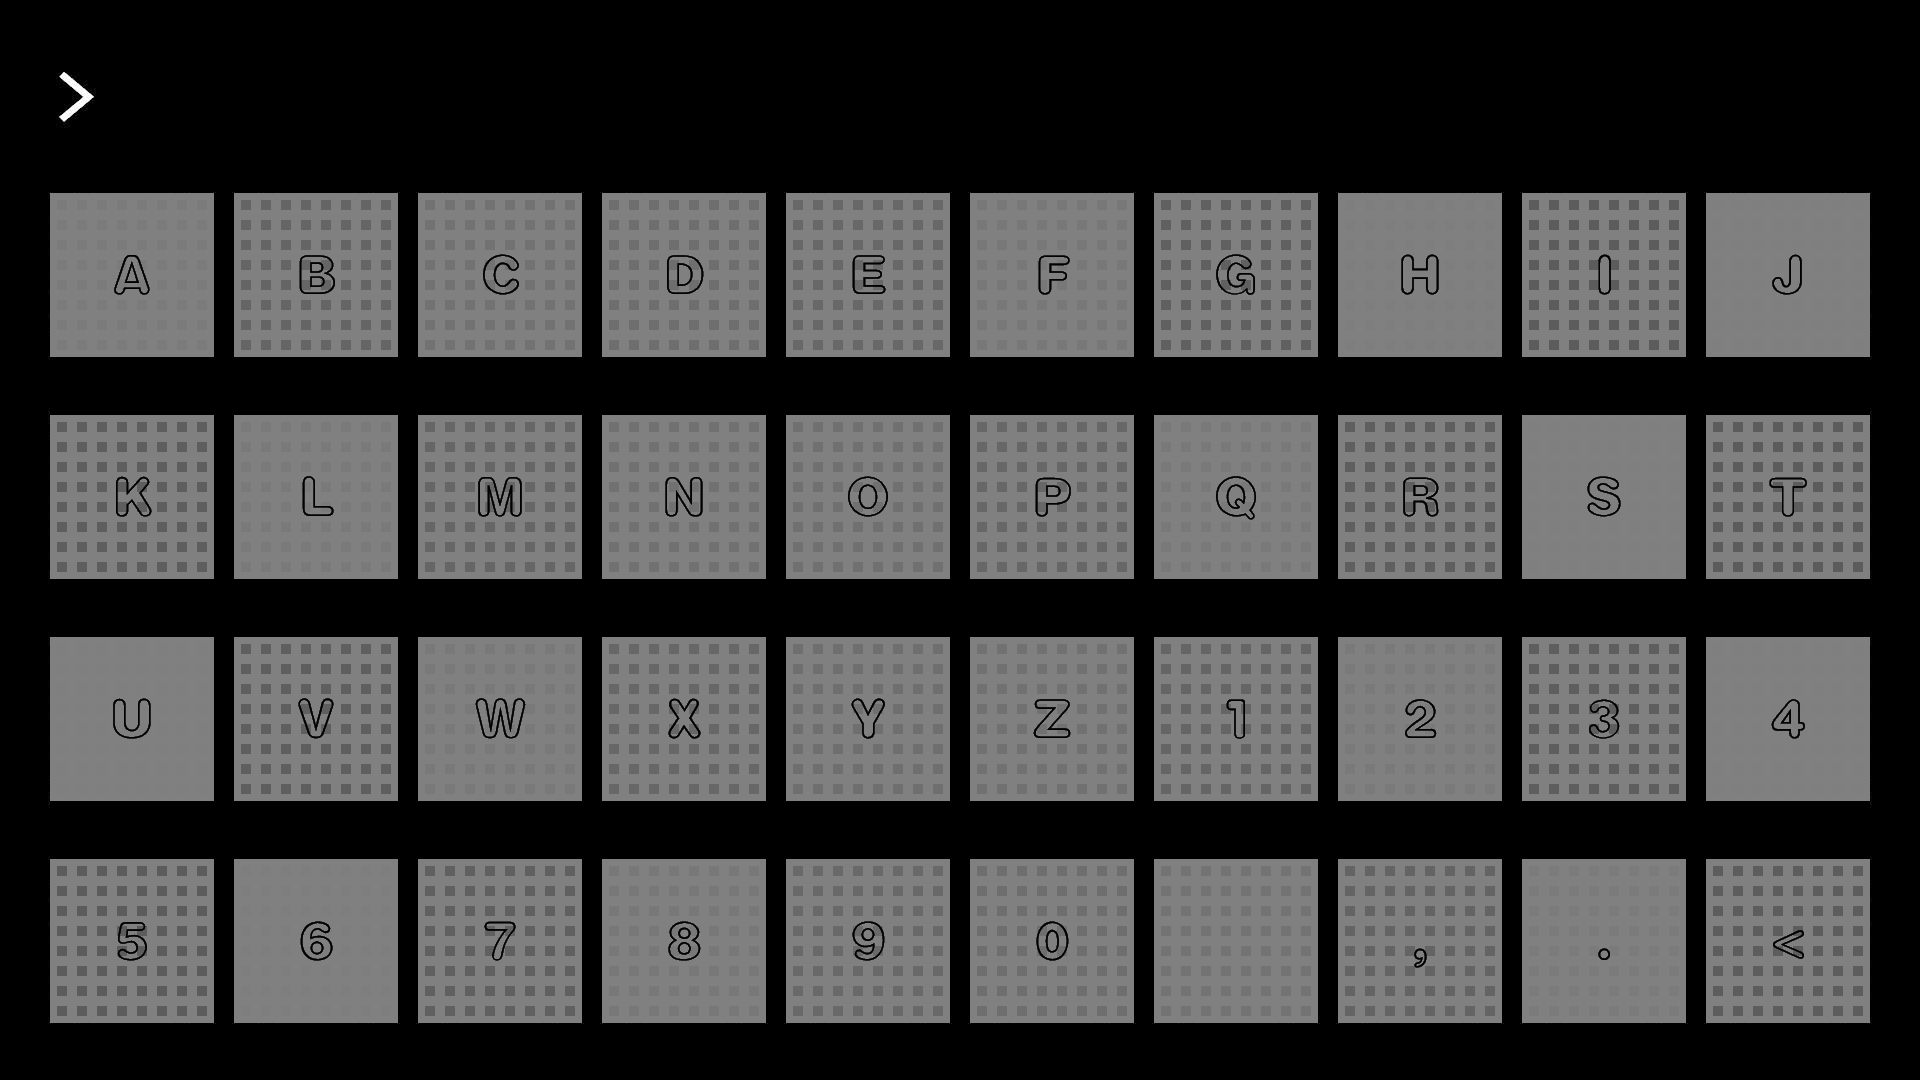 >
A B C D E F G H I J
K L M N O P Q R S T
U V W X Y Z 1 2 3 4
5 6 7 8 9 0 , . <